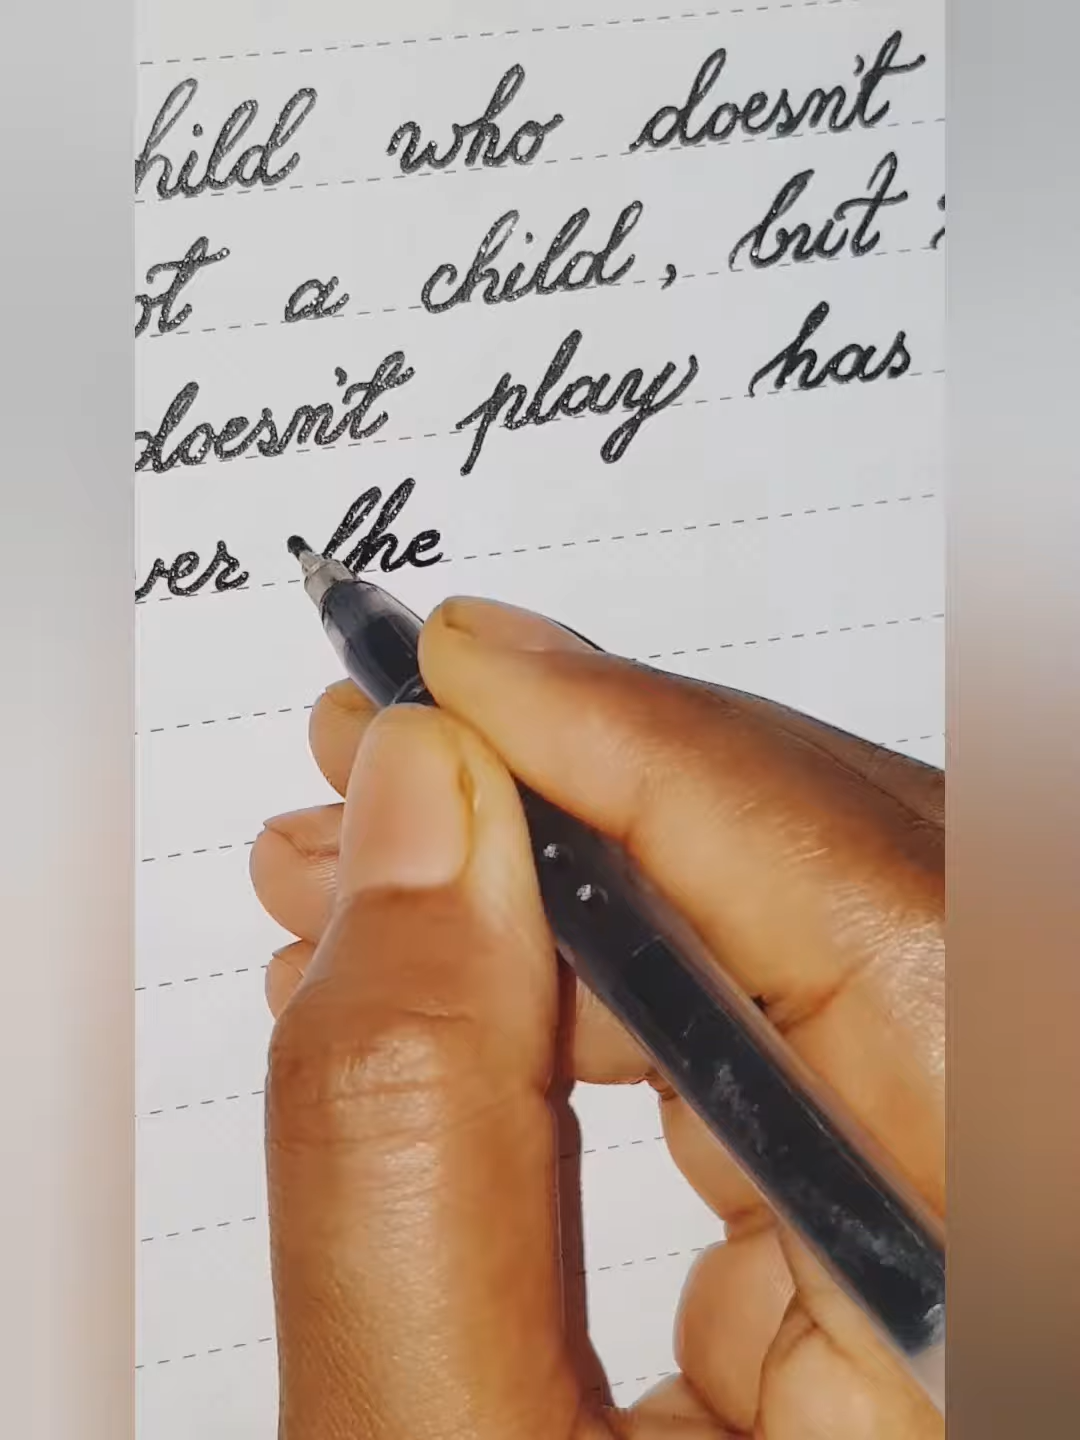 hild who doesn't
ot a child, but
doesn't play has
ver the